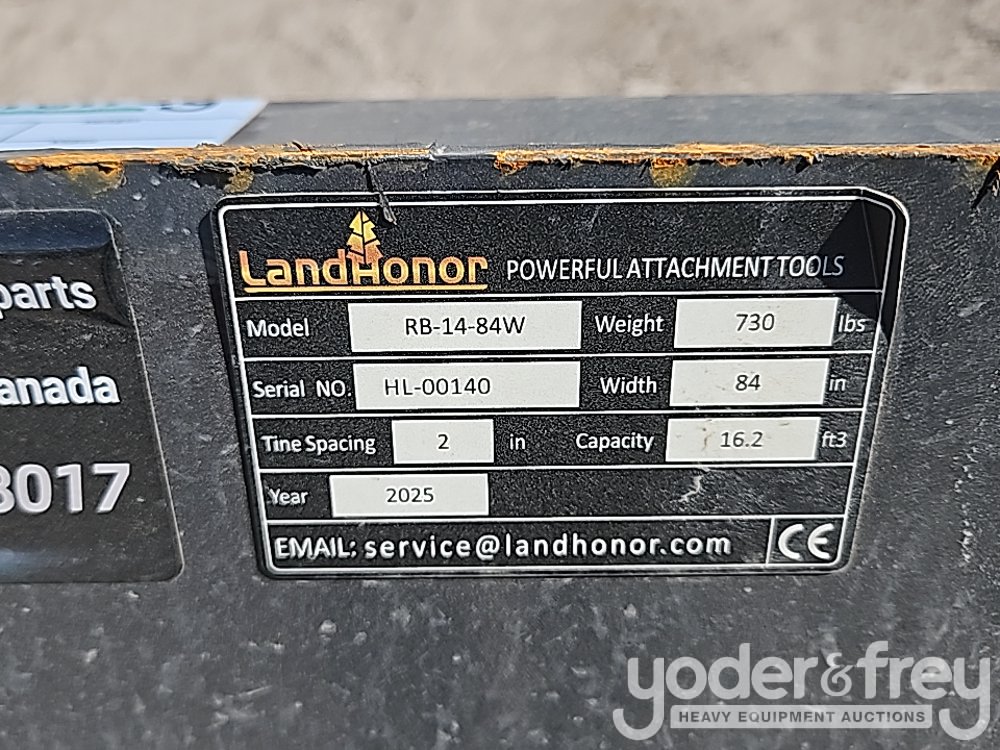 parts
anada
8017
LandHonor POWERFUL ATTACHMENT TOOLS
Model RB-14-84W Weight 730 lbs
Serial NO. HL-00140 Width 84 in
Tine Spacing 2 in Capacity 16.2 ft3
Year 2025
EMAIL: service@landhonor.com CE
yoder&frey
HEAVY EQUIPMENT AUCTIONS